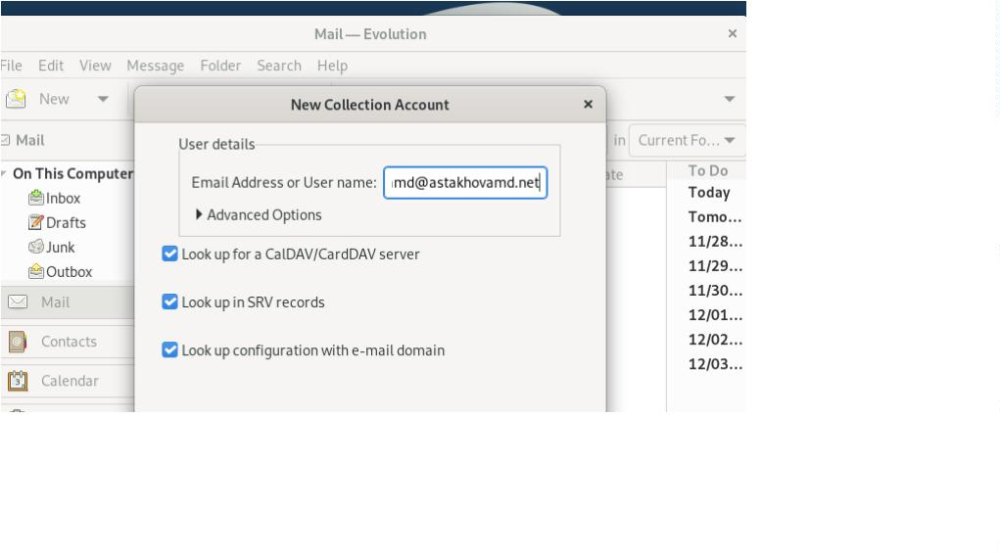 Mail — Evolution
File Edit View Message Folder Search Help
New
New Collection Account
Mail
in Current Fo...
User details
On This Computer
To Do
Email Address or User name: md@astakhovamd.net
Today
Inbox
Advanced Options
Tomo...
Drafts
11/28...
Junk
Look up for a CalDAV/CardDAV server
11/29...
Outbox
11/30...
Mail
Look up in SRV records
12/01...
Contacts
Look up configuration with e-mail domain
12/02...
12/03...
Calendar